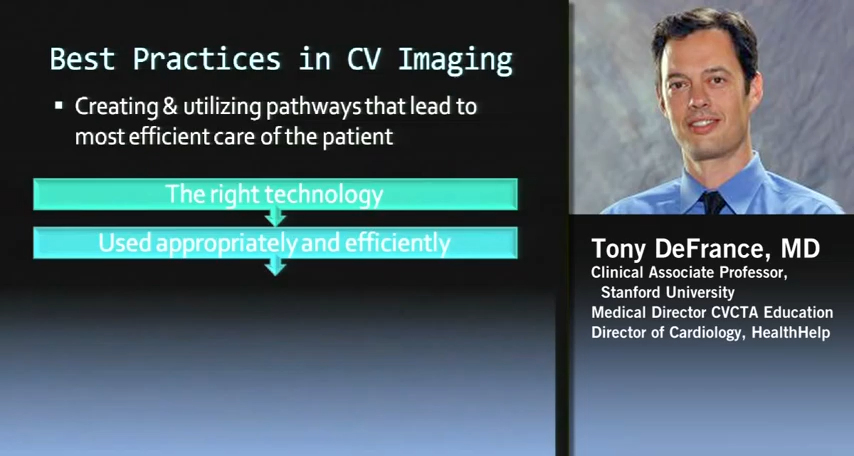 Best Practices in CV Imaging
▪ Creating & utilizing pathways that lead to
most efficient care of the patient
The right technology
Used appropriately and efficiently
Tony DeFrance, MD
Clinical Associate Professor,
Stanford University
Medical Director CVCTA Education
Director of Cardiology, HealthHelp